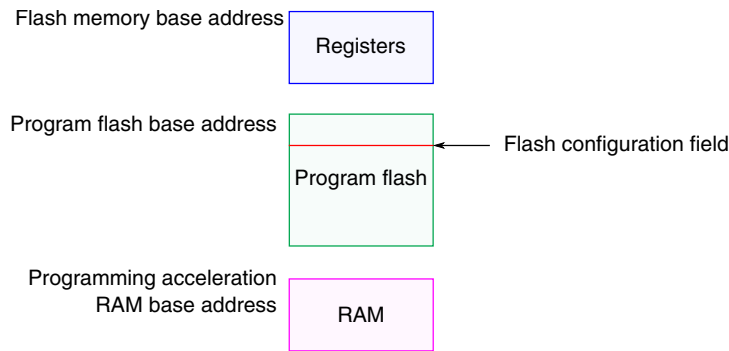 Flash memory base address
Registers
Program flash base address
Flash configuration field
Program flash
Programming acceleration
RAM base address
RAM